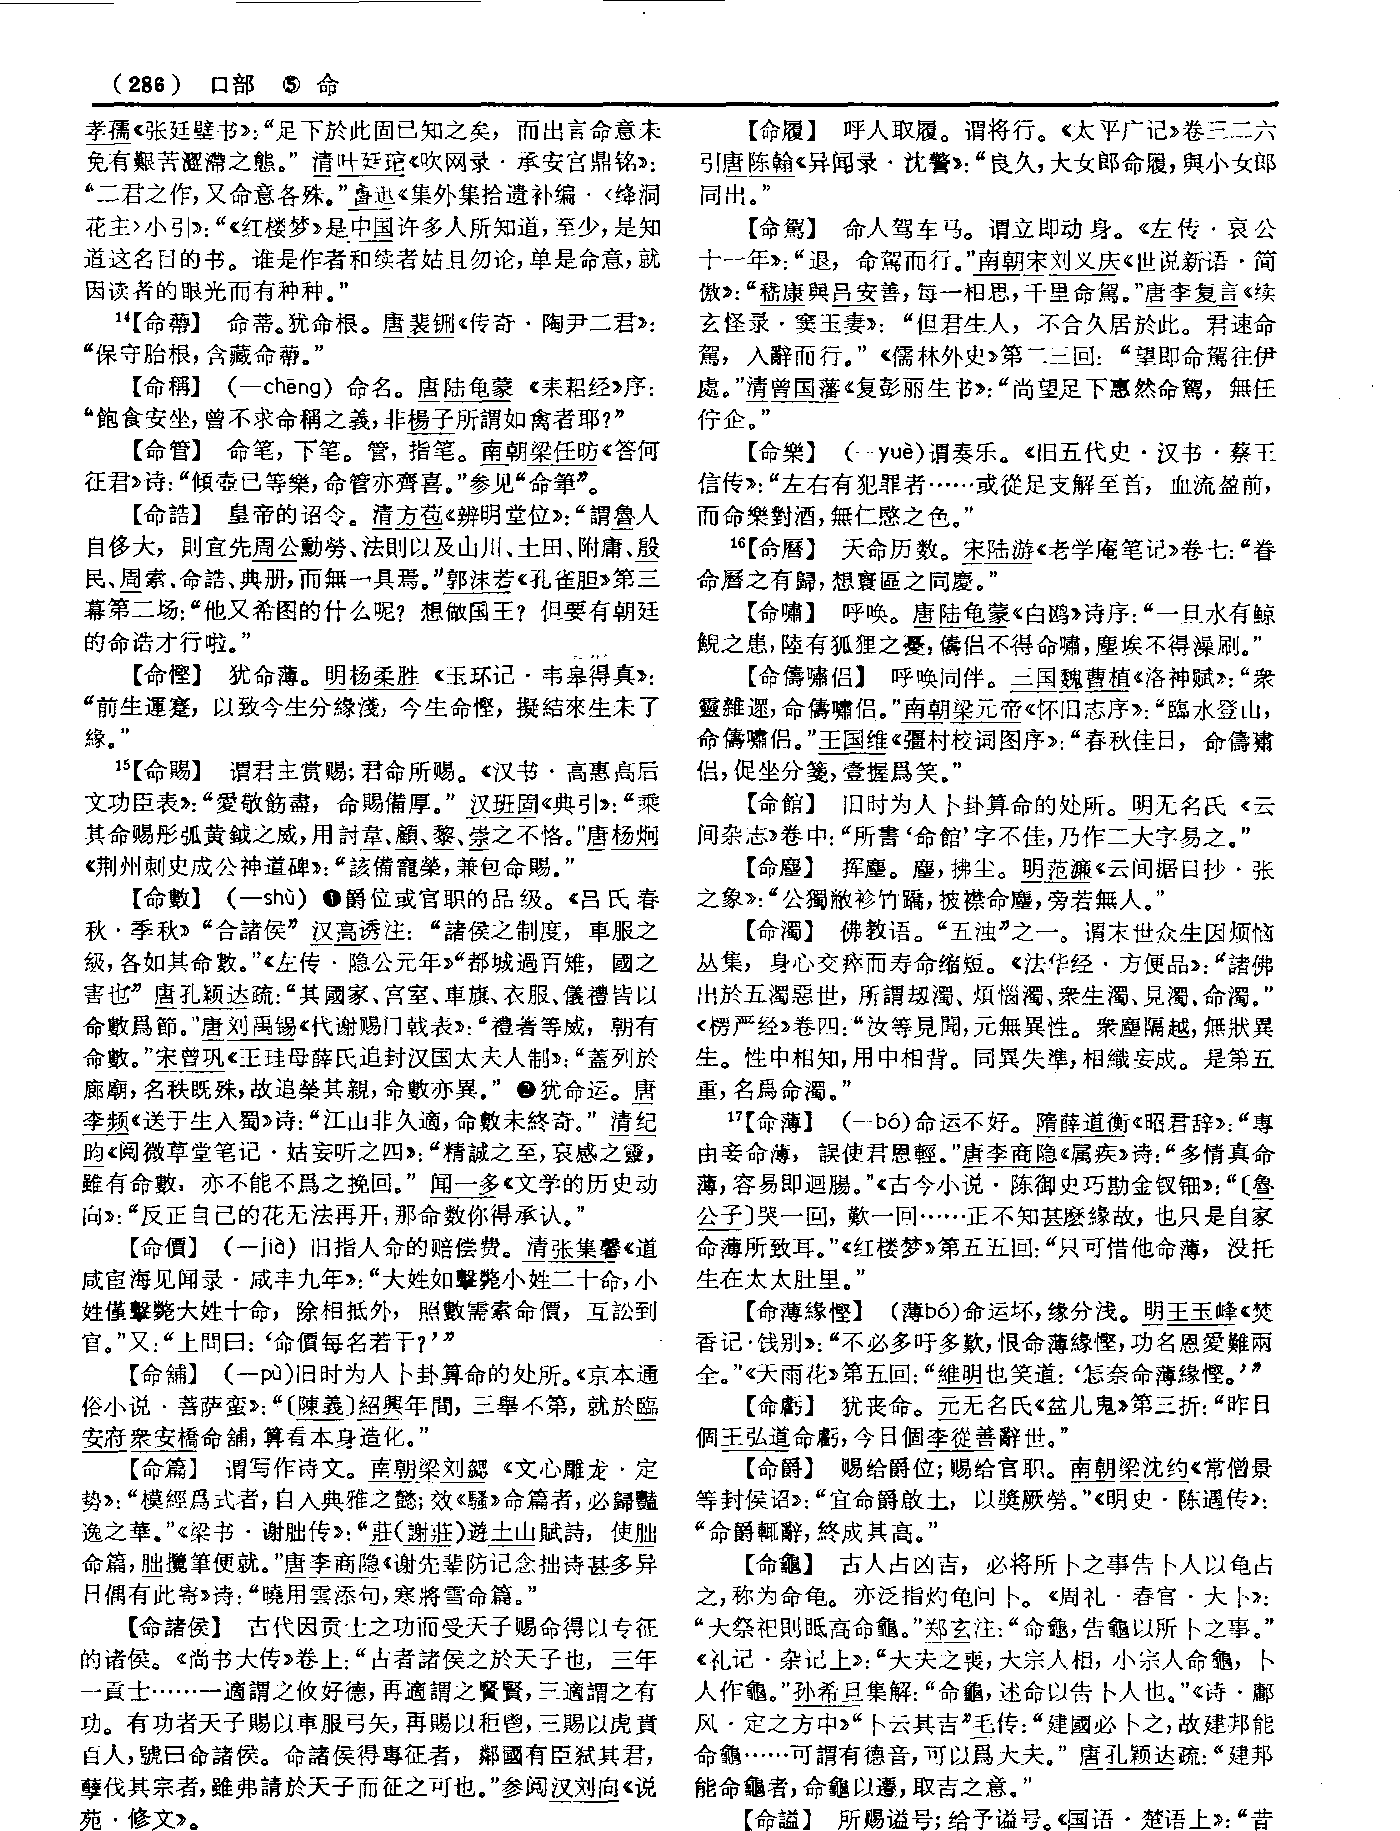 (286) 口部 ⑤ 命
孝孺《张廷璧书》：“足下於此固已知之矣，而出言命意未
免有艱苦澀滯之態。”清叶廷琯《吹网录·承安宫鼎铭》：
“二君之作，又命意各殊。”鲁迅《集外集拾遗补编·〈绛洞
花主〉小引》：“《红楼梦》是中国许多人所知道，至少，是知
道这名目的书。谁是作者和续者姑且勿论，单是命意，就
因读者的眼光而有种种。”
14【命蔕】 命蒂。犹命根。唐裴铏《传奇·陶尹二君》：
“保守胎根，含藏命蔕。”
【命稱】 (—chēng) 命名。唐陆龟蒙《耒耜经》序：
“飽食安坐，曾不求命稱之義，非楊子所謂如禽者耶？”
【命管】 命笔，下笔。管，指笔。南朝梁任昉《答何
征君》诗：“傾壺已等樂，命管亦齊喜。”参见“命筆”。
【命誥】 皇帝的诏令。清方苞《辨明堂位》：“謂魯人
自侈大，則宜先周公勳勞、法則以及山川、土田、附庸、殷
民、周索、命誥、典册，而無一具焉。”郭沫若《孔雀胆》第三
幕第二场：“他又希图的什么呢？想做国王？但要有朝廷
的命诰才行啦。”
【命慳】 犹命薄。明杨柔胜《玉环记·韦皋得真》：
“前生運蹇，以致今生分緣淺，今生命慳，擬結來生未了
緣。”
15【命賜】 谓君主赏赐；君命所赐。《汉书·高惠高后
文功臣表》：“愛敬飭盡，命賜備厚。”汉班固《典引》：“乘
其命賜彤弧黄鉞之威，用討韋、顧、黎、崇之不恪。”唐杨炯
《荆州刺史成公神道碑》：“該備寵榮，兼包命賜。”
【命數】 (—shù) ❶爵位或官职的品级。《吕氏春
秋·季秋》“合諸侯”汉高诱注：“諸侯之制度，車服之
級，各如其命數。”《左传·隐公元年》“都城過百雉，國之
害也”唐孔颖达疏：“其國家、宫室、車旗、衣服、儀禮皆以
命數爲節。”唐刘禹锡《代谢赐门戟表》：“禮著等威，朝有
命數。”宋曾巩《王珪母薛氏追封汉国太夫人制》：“蓋列於
廊廟，名秩既殊，故追榮其親，命數亦異。”❷犹命运。唐
李频《送于生入蜀》诗：“江山非久適，命數未終奇。”清纪
昀《阅微草堂笔记·姑妄听之四》：“精誠之至，哀感之靈，
雖有命數，亦不能不爲之挽回。”闻一多《文学的历史动
向》：“反正自己的花无法再开，那命数你得承认。”
【命價】 (—jià) 旧指人命的赔偿费。清张集馨《道
咸宦海见闻录·咸丰九年》：“大姓如擊斃小姓二十命，小
姓僅擊斃大姓十命，除相抵外，照數需索命價，互訟到
官。”又：“上問曰：‘命價每名若干？’”
【命舖】 (—pù)旧时为人卜卦算命的处所。《京本通
俗小说·菩萨蛮》：“〔陳義〕紹興年間，三舉不第，就於臨
安府衆安橋命舖，算看本身造化。”
【命篇】 谓写作诗文。南朝梁刘勰《文心雕龙·定
势》：“模經爲式者，自入典雅之懿；效《騷》命篇者，必歸豔
逸之華。”《梁书·谢朏传》：“莊(謝莊)遊土山賦詩，使朏
命篇，朏攬筆便就。”唐李商隐《谢先辈防记念拙诗甚多异
日偶有此寄》诗：“曉用雲添句，寒將雪命篇。”
【命諸侯】 古代因贡士之功而受天子赐命得以专征
的诸侯。《尚书大传》卷上：“古者諸侯之於天子也，三年
一貢士……一適謂之攸好德，再適謂之賢賢，三適謂之有
功。有功者天子賜以車服弓矢，再賜以秬鬯，三賜以虎賁
百人，號曰命諸侯。命諸侯得專征者，鄰國有臣弑其君，
孽伐其宗者，雖弗請於天子而征之可也。”参阅汉刘向《说
苑·修文》。
【命履】 呼人取履。谓将行。《太平广记》卷三二六
引唐陈翰《异闻录·沈警》：“良久，大女郎命履，與小女郎
同出。”
【命駕】 命人驾车马。谓立即动身。《左传·哀公
十一年》：“退，命駕而行。”南朝宋刘义庆《世说新语·简
傲》：“嵇康與吕安善，每一相思，千里命駕。”唐李复言《续
玄怪录·窦玉妻》：“但君生人，不合久居於此。君速命
駕，入辭而行。”《儒林外史》第二三回：“望即命駕往伊
處。”清曾国藩《复彭丽生书》：“尚望足下惠然命駕，無任
佇企。”
【命樂】 (—yuè)谓奏乐。《旧五代史·汉书·蔡王
信传》：“左右有犯罪者……或從足支解至首，血流盈前，
而命樂對酒，無仁愍之色。”
16【命曆】 天命历数。宋陆游《老学庵笔记》卷七：“眷
命曆之有歸，想寰區之同慶。”
【命嘯】 呼唤。唐陆龟蒙《白鸥》诗序：“一旦水有鲸
鯢之患，陸有狐狸之憂，儔侣不得命嘯，塵埃不得澡刷。”
【命儔嘯侣】 呼唤同伴。三国魏曹植《洛神赋》：“衆
靈雜遝，命儔嘯侣。”南朝梁元帝《怀旧志序》：“臨水登山，
命儔嘯侣。”王国维《彊村校词图序》：“春秋佳日，命儔嘯
侣，促坐分箋，壹握爲笑。”
【命館】 旧时为人卜卦算命的处所。明无名氏《云
间杂志》卷中：“所書‘命館’字不佳，乃作二大字易之。”
【命麈】 挥麈。麈，拂尘。明范濂《云间据目抄·张
之象》：“公獨敞袗竹蹻，披襟命麈，旁若無人。”
【命濁】 佛教语。“五浊”之一。谓末世众生因烦恼
丛集，身心交瘁而寿命缩短。《法华经·方便品》：“諸佛
出於五濁惡世，所謂刼濁、煩惱濁、衆生濁、見濁、命濁。”
《楞严经》卷四：“汝等見聞，元無異性。衆塵隔越，無狀異
生。性中相知，用中相背。同異失準，相織妄成。是第五
重，名爲命濁。”
17【命薄】 (—bó)命运不好。隋薛道衡《昭君辞》：“專
由妾命薄，誤使君恩輕。”唐李商隐《属疾》诗：“多情真命
薄，容易即迴腸。”《古今小说·陈御史巧勘金钗钿》：“〔魯
公子〕哭一回，歎一回……正不知甚麽緣故，也只是自家
命薄所致耳。”《红楼梦》第五五回：“只可惜他命薄，没托
生在太太肚里。”
【命薄緣慳】 (薄bó)命运坏，缘分浅。明王玉峰《焚
香记·饯别》：“不必多吁多歎，恨命薄緣慳，功名恩愛難兩
全。”《天雨花》第五回：“維明也笑道：‘怎奈命薄緣慳。’”
【命虧】 犹丧命。元无名氏《盆儿鬼》第三折：“昨日
個王弘道命虧，今日個李從善辭世。”
【命爵】 赐给爵位；赐给官职。南朝梁沈约《常僧景
等封侯诏》：“宜命爵啟土，以奬厥勞。”《明史·陈遇传》：
“命爵輒辭，終成其高。”
【命龜】 古人占凶吉，必将所卜之事告卜人以龟占
之，称为命龟。亦泛指灼龟问卜。《周礼·春官·大卜》：
“大祭祀則眡高命龜。”郑玄注：“命龜，告龜以所卜之事。”
《礼记·杂记上》：“大夫之喪，大宗人相，小宗人命龜，卜
人作龜。”孙希旦集解：“命龜，述命以告卜人也。”《诗·鄘
风·定之方中》“卜云其吉”毛传：“建國必卜之，故建邦能
命龜……可謂有德音，可以爲大夫。”唐孔颖达疏：“建邦
能命龜者，命龜以遷，取吉之意。”
【命謚】 所赐谥号；给予谥号。《国语·楚语上》：“昔